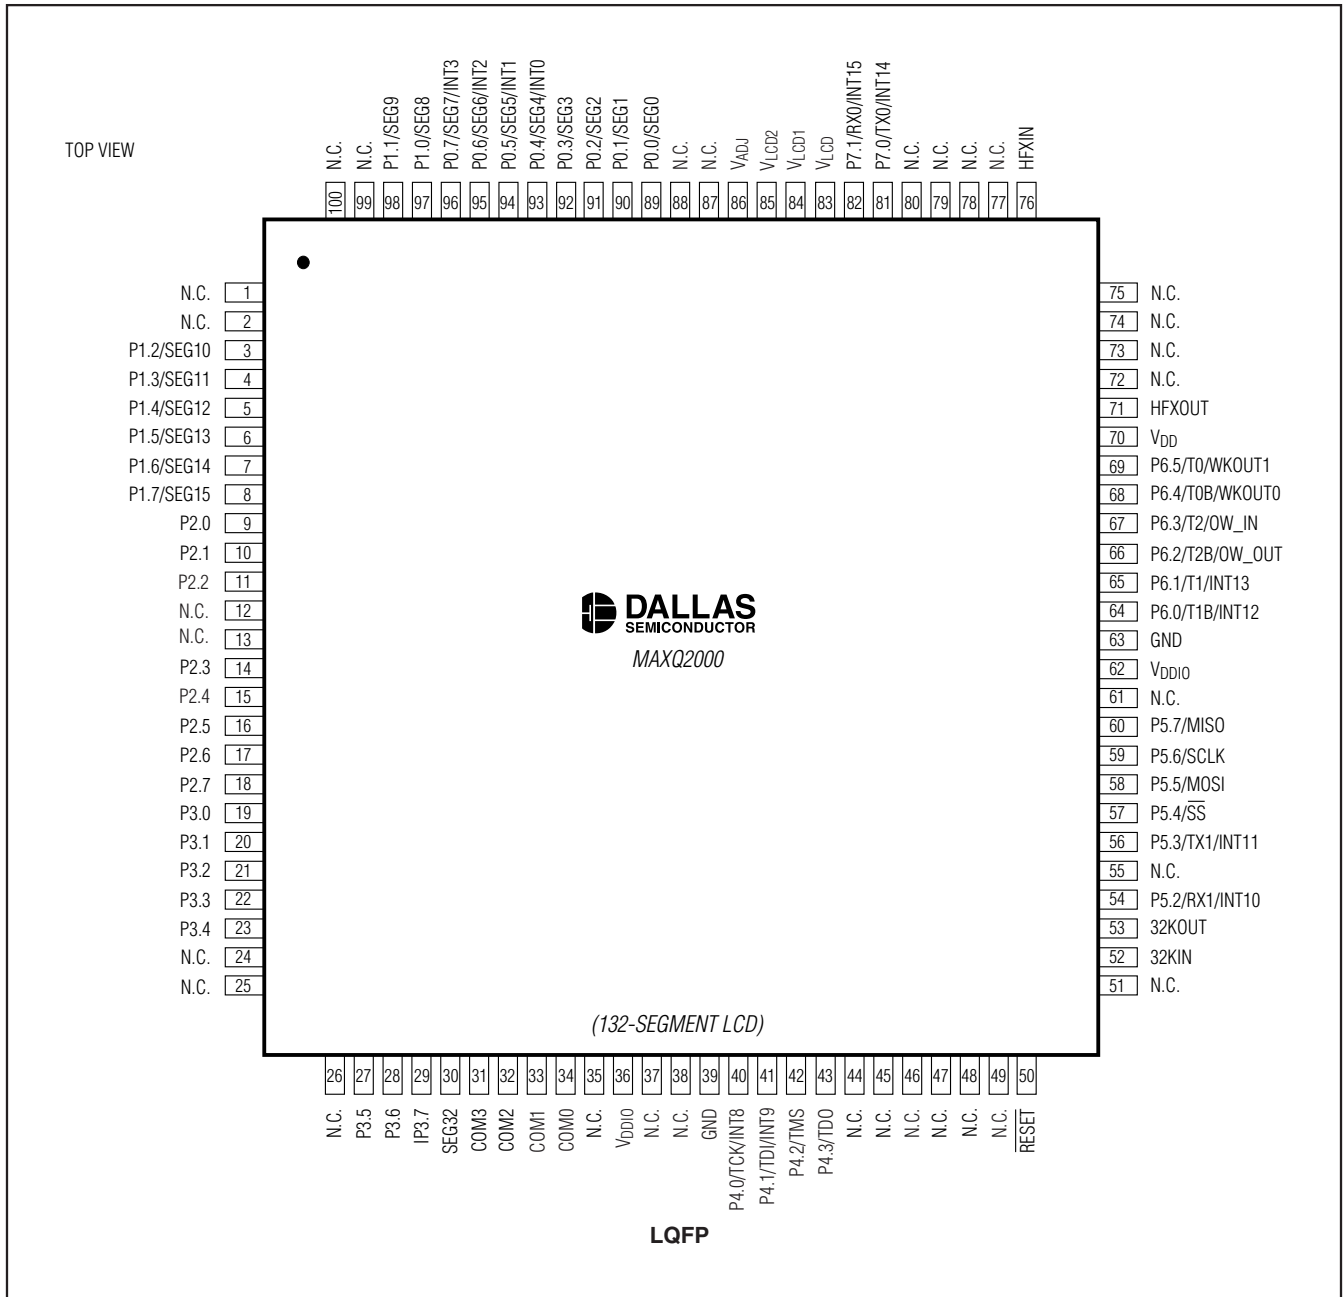 TOP VIEW
N.C.
N.C.
P1.1/SEG9
P1.0/SEG8
P0.7/SEG7/INT3
P0.6/SEG6/INT2
P0.5/SEG5/INT1
P0.4/SEG4/INT0
P0.3/SEG3
P0.2/SEG2
P0.1/SEG1
P0.0/SEG0
N.C.
N.C.
VADJ
VLCD2
VLCD1
VLCD
P7.1/RX0/INT15
P7.0/TX0/INT14
N.C.
N.C.
N.C.
N.C.
HFXIN
100 99 98 97 96 95 94 93 92 91 90 89 88 87 86 85 84 83 82 81 80 79 78 77 76
N.C. 1
N.C. 2
P1.2/SEG10 3
P1.3/SEG11 4
P1.4/SEG12 5
P1.5/SEG13 6
P1.6/SEG14 7
P1.7/SEG15 8
P2.0 9
P2.1 10
P2.2 11
N.C. 12
N.C. 13
P2.3 14
P2.4 15
P2.5 16
P2.6 17
P2.7 18
P3.0 19
P3.1 20
P3.2 21
P3.3 22
P3.4 23
N.C. 24
N.C. 25
DALLAS
SEMICONDUCTOR
MAXQ2000
(132-SEGMENT LCD)
75 N.C.
74 N.C.
73 N.C.
72 N.C.
71 HFXOUT
70 VDD
69 P6.5/T0/WKOUT1
68 P6.4/T0B/WKOUT0
67 P6.3/T2/OW_IN
66 P6.2/T2B/OW_OUT
65 P6.1/T1/INT13
64 P6.0/T1B/INT12
63 GND
62 VDDIO
61 N.C.
60 P5.7/MISO
59 P5.6/SCLK
58 P5.5/MOSI
57 P5.4/S̅S̅
56 P5.3/TX1/INT11
55 N.C.
54 P5.2/RX1/INT10
53 32KOUT
52 32KIN
51 N.C.
26 27 28 29 30 31 32 33 34 35 36 37 38 39 40 41 42 43 44 45 46 47 48 49 50
N.C.
P3.5
P3.6
IP3.7
SEG32
COM3
COM2
COM1
COM0
N.C.
VDDIO
N.C.
N.C.
GND
P4.0/TCK/INT8
P4.1/TDI/INT9
P4.2/TMS
P4.3/TDO
N.C.
N.C.
N.C.
N.C.
N.C.
N.C.
R̅E̅S̅E̅T̅
LQFP